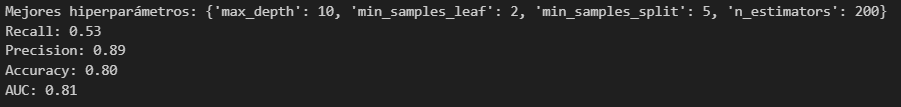 Mejores hiperparámetros: {'max_depth': 10, 'min_samples_leaf': 2, 'min_samples_split': 5, 'n_estimators': 200}
Recall: 0.53
Precision: 0.89
Accuracy: 0.80
AUC: 0.81